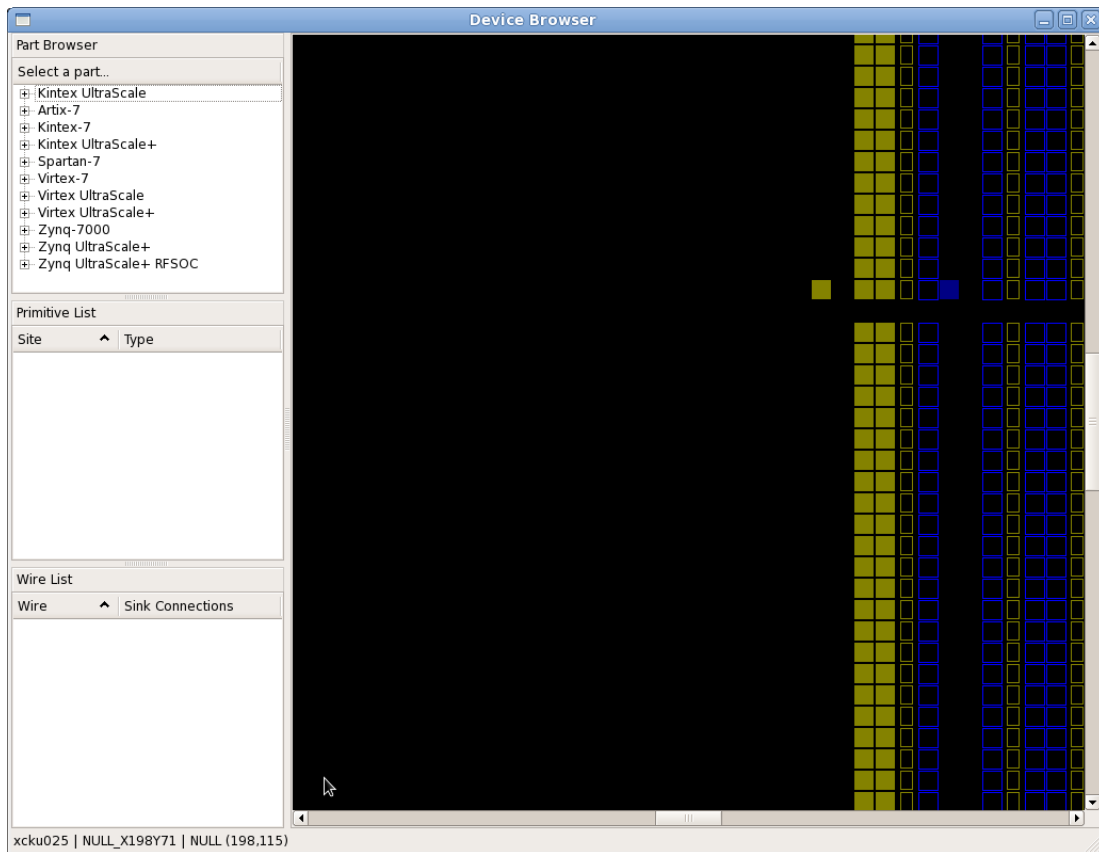 Device Browser
Part Browser
Select a part...
Kintex UltraScale
Artix-7
Kintex-7
Kintex UltraScale+
Spartan-7
Virtex-7
Virtex UltraScale
Virtex UltraScale+
Zynq-7000
Zynq UltraScale+
Zynq UltraScale+ RFSOC
Primitive List
Site Type
Wire List
Wire Sink Connections
xcku025 | NULL_X198Y71 | NULL (198,115)